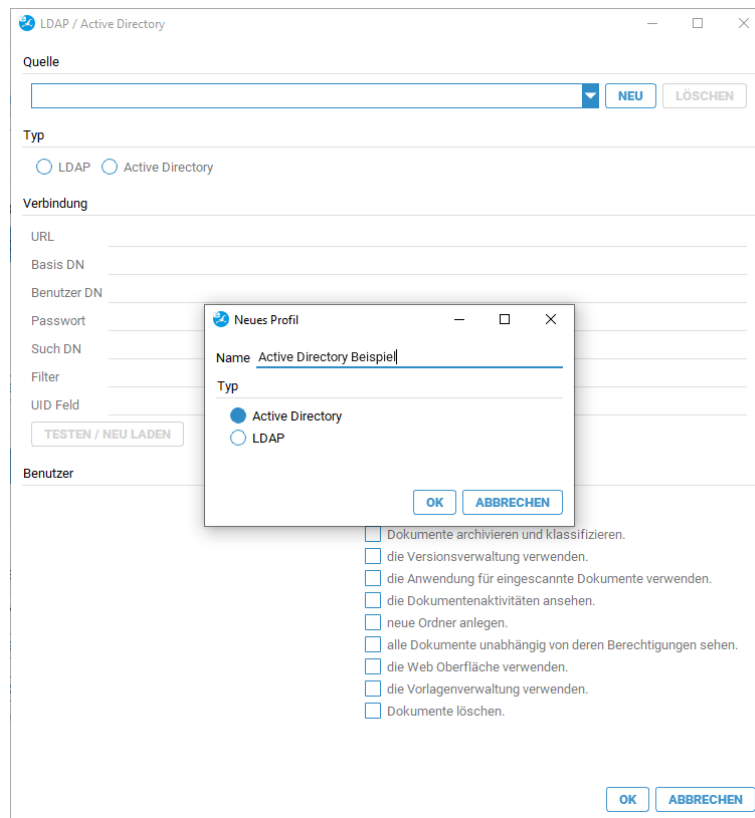 LDAP / Active Directory
Quelle
NEU LÖSCHEN
Typ
LDAP Active Directory
Verbindung
URL
Basis DN
Benutzer DN
Passwort
Such DN
Filter
UID Feld
TESTEN / NEU LADEN
Benutzer
Neues Profil
Name Active Directory Beispiel
Typ
Active Directory
LDAP
OK ABBRECHEN
Dokumente archivieren und klassifizieren.
die Versionsverwaltung verwenden.
die Anwendung für eingescannte Dokumente verwenden.
die Dokumentenaktivitäten ansehen.
neue Ordner anlegen.
alle Dokumente unabhängig von deren Berechtigungen sehen.
die Web Oberfläche verwenden.
die Vorlagenverwaltung verwenden.
Dokumente löschen.
OK ABBRECHEN